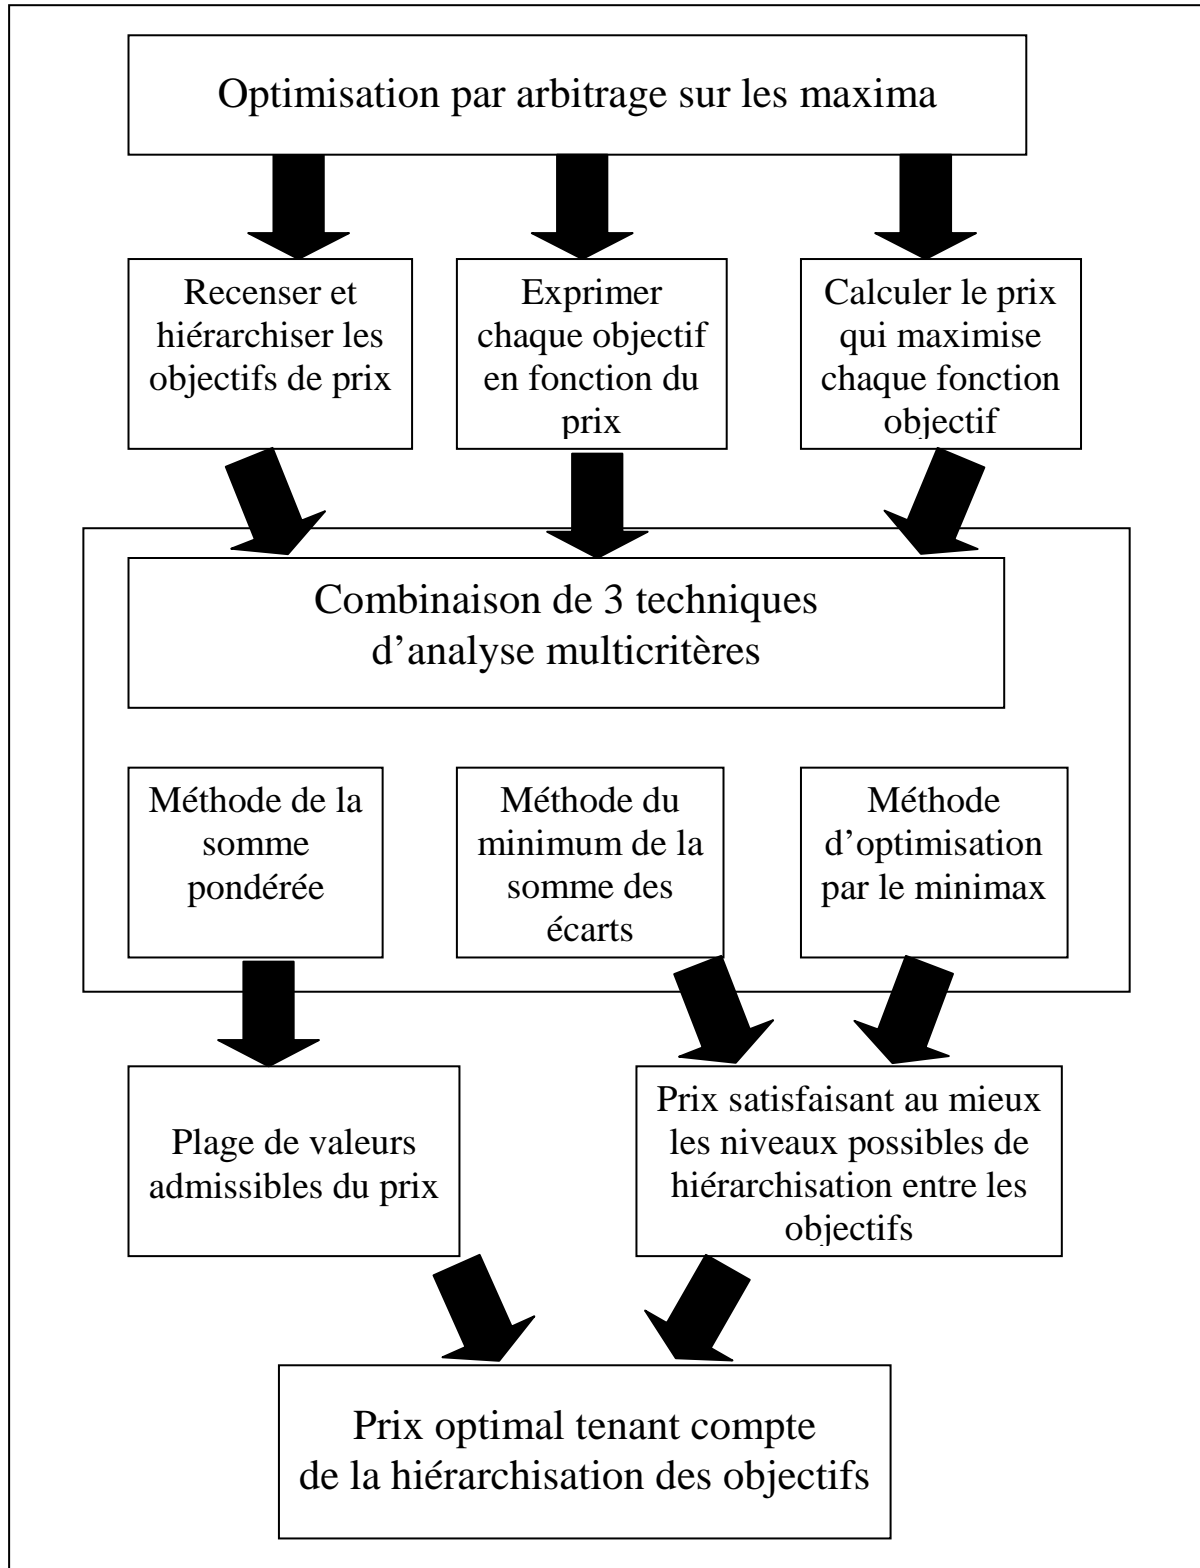 Optimisation par arbitrage sur les maxima
Recenser et
hiérarchiser les
objectifs de prix
Exprimer
chaque objectif
en fonction du
prix
Calculer le prix
qui maximise
chaque fonction
objectif
Combinaison de 3 techniques
d’analyse multicritères
Méthode de la
somme
pondérée
Méthode du
minimum de la
somme des
écarts
Méthode
d’optimisation
par le minimax
Plage de valeurs
admissibles du prix
Prix satisfaisant au mieux
les niveaux possibles de
hiérarchisation entre les
objectifs
Prix optimal tenant compte
de la hiérarchisation des objectifs